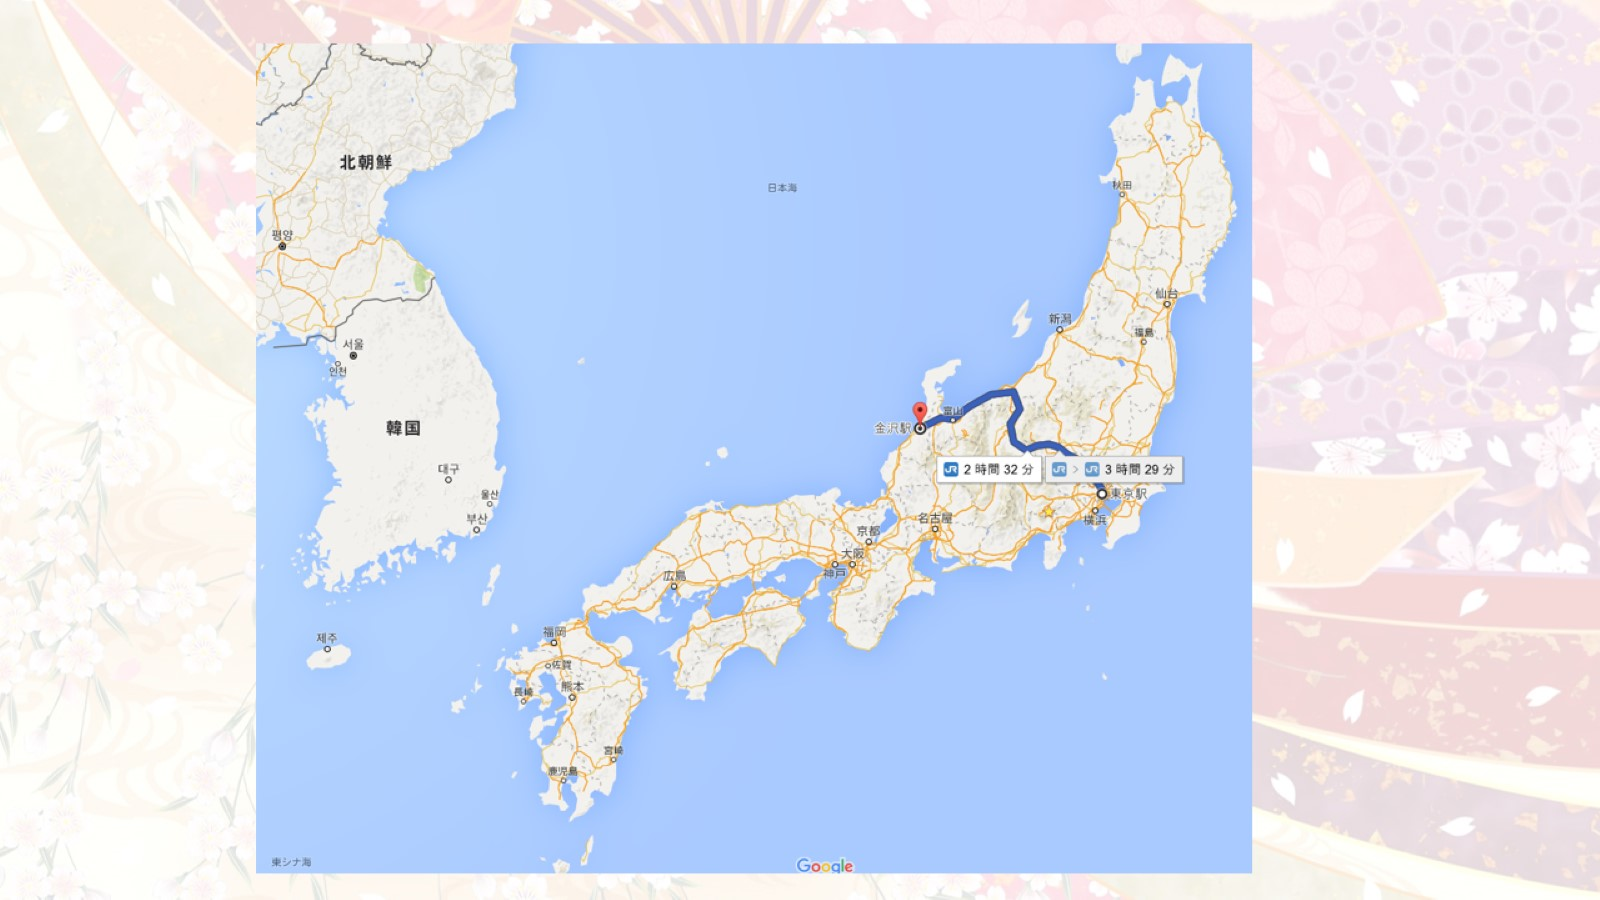 北朝鮮
日本海
秋田
평양
仙台
新潟
福島
서울
인천
富山
金沢駅
韓国
대구
JR 2 時間 32 分
JR > JR 3 時間 29 分
울산
東京駅
부산
名古屋
横浜
京都
大阪
神戸
広島
福岡
제주
佐賀
熊本
長崎
宮崎
鹿児島
東シナ海
Google